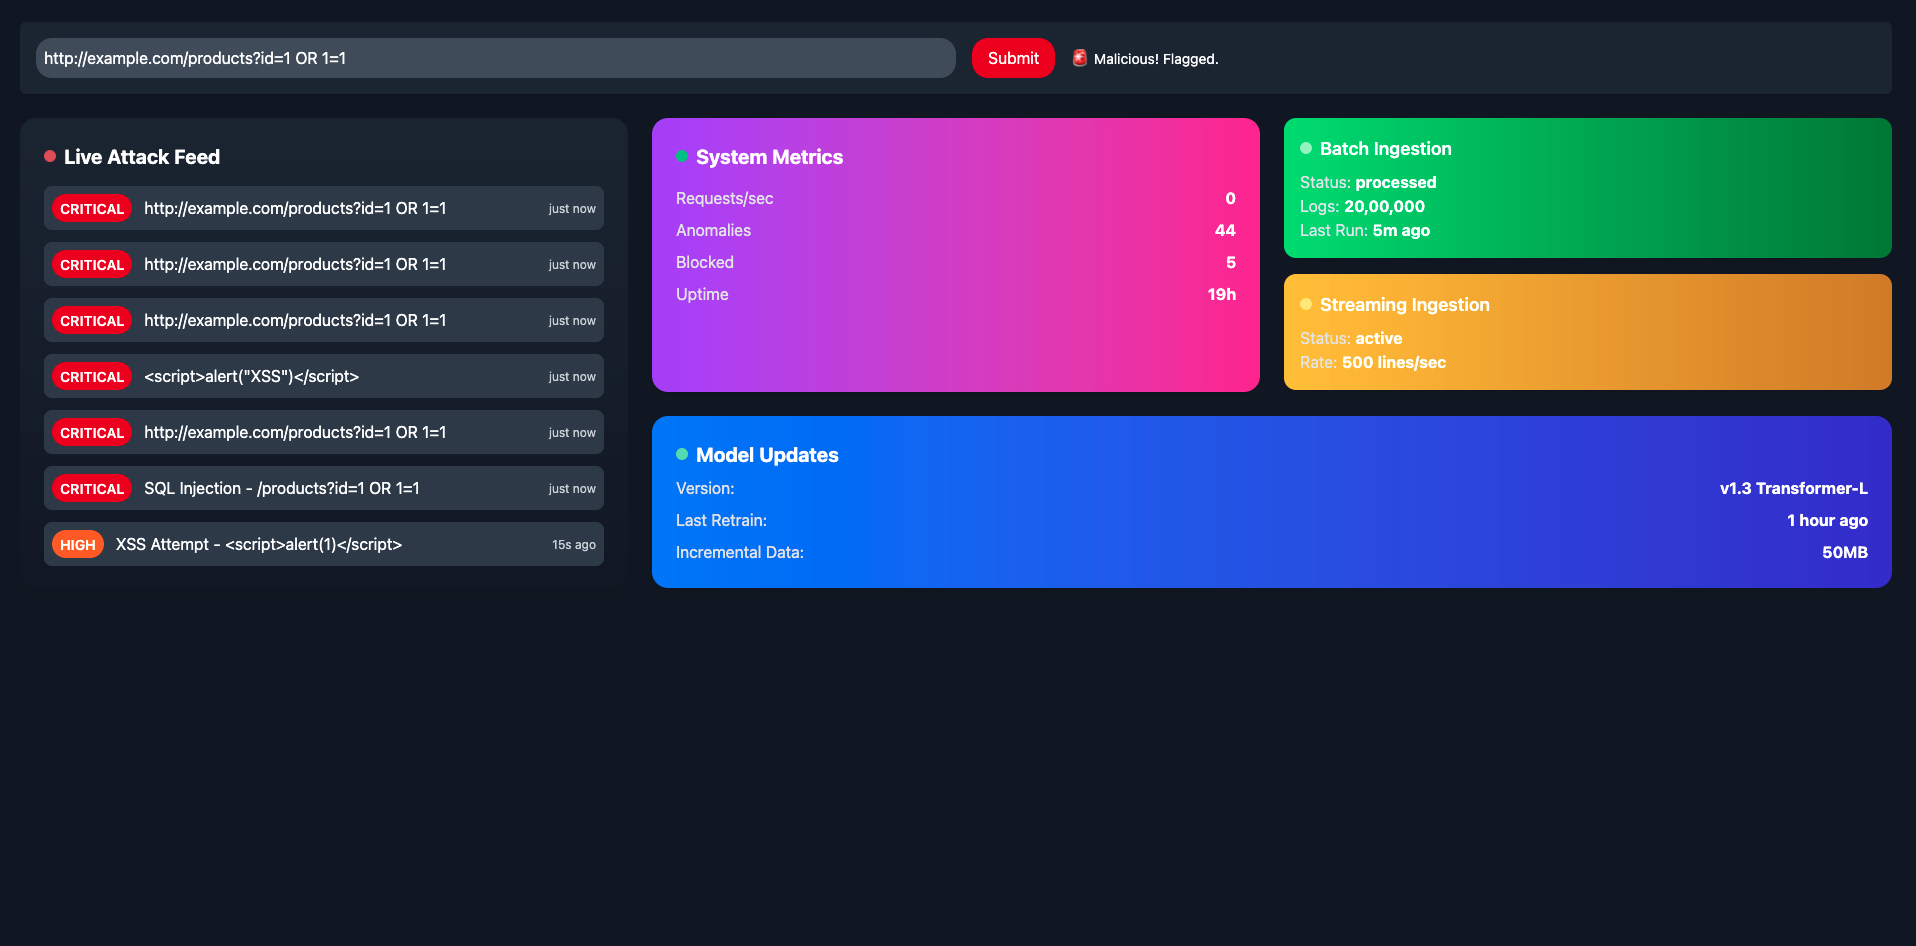 http://example.com/products?id=1 OR 1=1
Submit
🚨 Malicious! Flagged.
Live Attack Feed
CRITICAL http://example.com/products?id=1 OR 1=1 just now
CRITICAL http://example.com/products?id=1 OR 1=1 just now
CRITICAL http://example.com/products?id=1 OR 1=1 just now
CRITICAL <script>alert("XSS")</script> just now
CRITICAL http://example.com/products?id=1 OR 1=1 just now
CRITICAL SQL Injection - /products?id=1 OR 1=1 just now
HIGH XSS Attempt - <script>alert(1)</script> 15s ago
System Metrics
Requests/sec 0
Anomalies 44
Blocked 5
Uptime 19h
Batch Ingestion
Status: processed
Logs: 20,00,000
Last Run: 5m ago
Streaming Ingestion
Status: active
Rate: 500 lines/sec
Model Updates
Version: v1.3 Transformer-L
Last Retrain: 1 hour ago
Incremental Data: 50MB